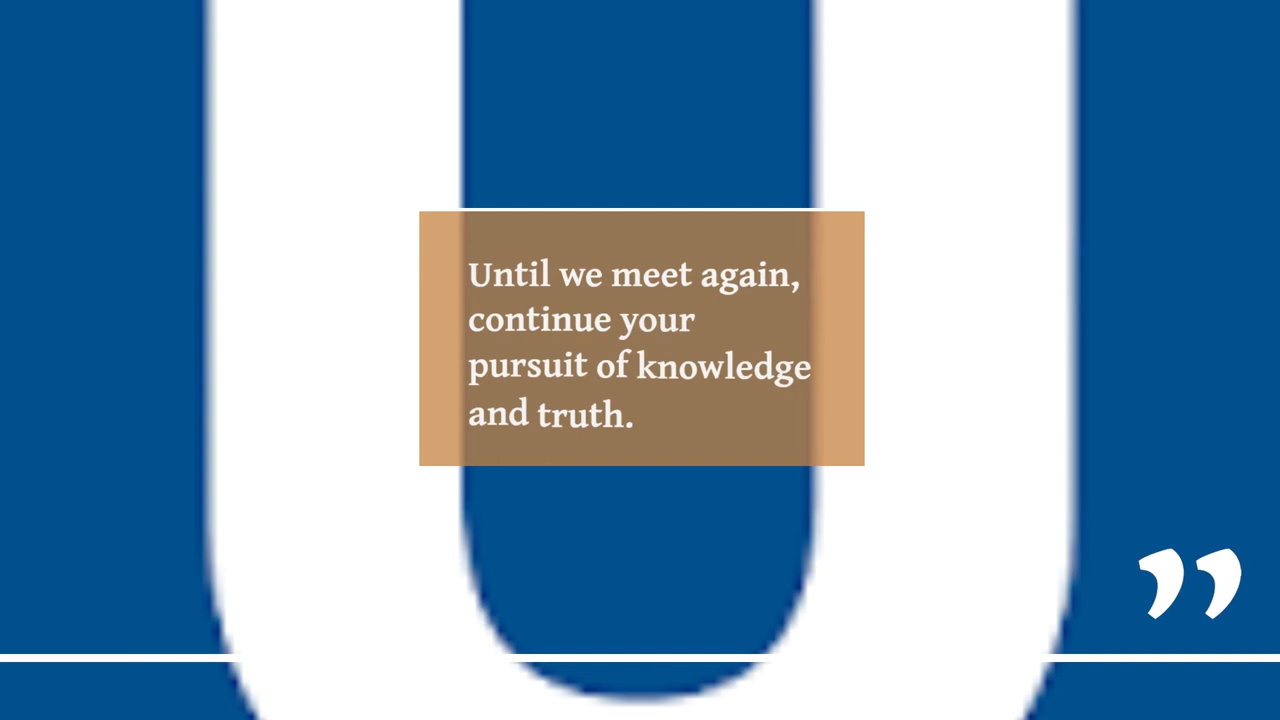 Until we meet again,
continue your
pursuit of knowledge
and truth.
”